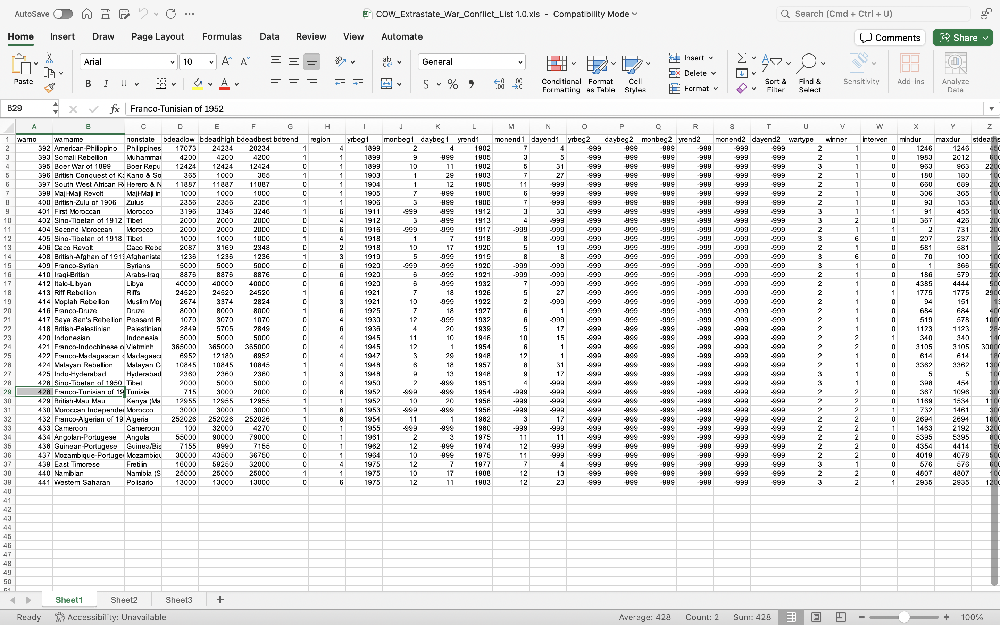 AutoSave COW_Extrastate_War_Conflict_List 1.0.xls - Compatibility Mode Search (Cmd + Ctrl + U)
Home Insert Draw Page Layout Formulas Data Review View Automate Comments Share
Paste Arial 10 General Conditional Formatting Format as Table Cell Styles Insert Delete Format Sort & Filter Find & Select Sensitivity Add-ins Analyze Data
B29 fx Franco-Tunisian of 1952
A B C D E F G H I J K L M N O P Q R S T U V W X Y Z
1 warno warname nonstate bdeadlow bdeadhigh bdeadbest bdtrend region yrbeg1 monbeg1 daybeg1 yrend1 monend1 dayend1 yrbeg2 daybeg2 monbeg2 yrend2 monend2 dayend2 wartype winner interven mindur maxdur stdeaths
2 392 American-Philippino Philippines 17073 24234 20234 1 4 1899 2 4 1902 7 4 -999 -999 -999 -999 -999 -999 2 1 0 1246 1246 450
3 393 Somali Rebellion Muhammad 4200 4200 4200 1 1 1899 9 -999 1905 3 5 -999 -999 -999 -999 -999 -999 2 1 0 1983 2012 600
4 395 Boer War of 1899 Boer Repu 12424 12424 12424 0 1 1899 10 11 1902 5 31 -999 -999 -999 -999 -999 -999 3 1 0 963 963 2200
5 396 British Conquest of Ka Kano & So 365 1000 365 1 1 1903 1 29 1903 7 27 -999 -999 -999 -999 -999 -999 2 1 0 180 180 100
6 397 South West African Re Herero & N 11887 11887 11887 0 1 1904 1 12 1905 11 -999 -999 -999 -999 -999 -999 -999 2 1 0 660 689 200
7 399 Maji-Maji Revolt Maji-Maji in 1000 1000 1000 0 1 1905 7 -999 1906 6 -999 -999 -999 -999 -999 -999 -999 2 1 0 306 365 100
8 400 British-Zulu of 1906 Zulus 2356 2356 2356 1 1 1906 3 -999 1906 7 -999 -999 -999 -999 -999 -999 -999 2 1 0 93 153 500
9 401 First Moroccan Morocco 3196 3346 3246 1 6 1911 -999 -999 1912 3 30 -999 -999 -999 -999 -999 -999 3 1 1 91 455 100
10 402 Sino-Tibetan of 1912 Tibet 2000 2000 2000 0 4 1912 3 -999 1913 4 -999 -999 -999 -999 -999 -999 -999 3 2 0 367 426 200
11 404 Second Moroccan Morocco 2000 2000 2000 0 6 1916 -999 -999 1917 -999 -999 -999 -999 -999 -999 -999 -999 2 1 1 2 731 200
12 405 Sino-Tibetan of 1918 Tibet 1000 1000 1000 1 4 1918 1 7 1918 8 -999 -999 -999 -999 -999 -999 -999 3 6 0 207 237 100
13 406 Caco Revolt Caco Rebe 2087 3169 2348 0 2 1918 10 17 1920 5 19 -999 -999 -999 -999 -999 -999 2 1 0 581 581 2
14 408 British-Afghan of 1919 Afghanista 1236 1236 1236 1 3 1919 5 -999 1919 8 8 -999 -999 -999 -999 -999 -999 3 6 0 70 100 100
15 409 Franco-Syrian Syrians 5000 5000 5000 0 6 1920 -999 -999 1920 -999 -999 -999 -999 -999 -999 -999 -999 3 1 0 1 366 500
16 410 Iraqi-British Arabs-Iraq 8876 8876 8876 0 6 1920 6 -999 1921 -999 -999 -999 -999 -999 -999 -999 -999 2 1 0 186 579 200
17 412 Italo-Libyan Libya 40000 40000 40000 0 6 1920 6 -999 1932 7 -999 -999 -999 -999 -999 -999 -999 2 1 0 4385 4444 500
18 413 Riff Rebellion Riffs 24520 24520 24520 1 6 1921 7 18 1926 5 27 -999 -999 -999 -999 -999 -999 2 1 1 1775 1775 2900
19 414 Moplah Rebellion Muslim Mop 2674 3374 2824 0 3 1921 10 -999 1922 2 -999 -999 -999 -999 -999 -999 -999 2 1 0 94 151 13
20 416 Franco-Druze Druze 8000 8000 8000 1 6 1925 7 18 1927 6 1 -999 -999 -999 -999 -999 -999 2 1 0 684 684 400
21 417 Saya San's Rebellion Peasant Re 1070 3070 1070 0 4 1930 12 -999 1932 6 -999 -999 -999 -999 -999 -999 -999 2 1 0 519 578 1000
22 418 British-Palestinian Palestinian 2849 5705 2849 0 6 1936 4 20 1939 5 17 -999 -999 -999 -999 -999 -999 2 1 0 1123 1123 284
23 420 Indonesian Indonesia 5000 5000 5000 0 4 1945 11 10 1946 10 15 -999 -999 -999 -999 -999 -999 2 2 1 340 340 140
24 421 Franco-Indochinese o Vietminh 365000 365000 365000 0 4 1945 12 1 1954 6 1 -999 -999 -999 -999 -999 -999 2 2 0 3105 3105 30000
25 422 Franco-Madagascan o Madagasca 6952 12180 6952 0 4 1947 3 29 1948 12 1 -999 -999 -999 -999 -999 -999 2 1 0 614 614 180
26 424 Malayan Rebellion Malayan Co 10845 10845 10845 1 4 1948 6 18 1957 8 31 -999 -999 -999 -999 -999 -999 2 1 0 3362 3362 1300
27 425 Indo-Hyderabad Hyderabad 2360 2360 2360 1 3 1948 9 13 1948 9 17 -999 -999 -999 -999 -999 -999 3 1 0 5 5 100
28 426 Sino-Tibetan of 1950 Tibet 2000 5000 5000 0 4 1950 2 -999 1951 4 -999 -999 -999 -999 -999 -999 -999 3 1 0 398 454 100
29 428 Franco-Tunisian of 19 Tunisia 715 3000 2000 0 6 1952 -999 -999 1954 -999 -999 -999 -999 -999 -999 -999 -999 2 2 0 367 1096 300
30 429 British-Mau Mau Kenya (Ma 12955 12955 12955 1 1 1952 10 20 1956 -999 -999 -999 -999 -999 -999 -999 -999 2 2 0 1169 1534 1100
31 430 Moroccan Independen Morocco 3000 3000 3000 1 6 1953 -999 -999 1956 -999 -999 -999 -999 -999 -999 -999 -999 2 2 1 732 1461 300
32 432 Franco-Algerian of 195 Algeria 252026 252026 252026 1 6 1954 11 1 1962 3 17 -999 -999 -999 -999 -999 -999 2 2 0 2694 2694 1800
33 433 Cameroon Cameroon 100 32000 4270 0 1 1955 -999 -999 1960 -999 -999 -999 -999 -999 -999 -999 -999 2 2 1 1463 2192 3200
34 434 Angolan-Portugese Angola 55000 90000 79000 0 1 1961 2 3 1975 11 11 -999 -999 -999 -999 -999 -999 2 2 0 5395 5395 800
35 436 Guinean-Portugese Guinea/Bis 7155 9990 7155 0 1 1962 12 -999 1974 12 -999 -999 -999 -999 -999 -999 -999 2 2 0 4354 4414 150
36 437 Mozambique-Portuges Mozambiqu 30000 43500 36750 0 1 1964 10 -999 1975 11 -999 -999 -999 -999 -999 -999 -999 2 2 0 4019 4078 500
37 439 East Timorese Fretilin 16000 59250 32000 0 4 1975 12 7 1977 7 4 -999 -999 -999 -999 -999 -999 3 1 0 576 576 600
38 440 Namibian Namibia (S 25000 25000 25000 1 1 1975 10 17 1988 12 13 -999 -999 -999 -999 -999 -999 2 2 0 4807 4807 100
39 441 Western Saharan Polisario 13000 13000 13000 0 6 1975 12 11 1983 12 23 -999 -999 -999 -999 -999 -999 3 2 1 2935 2935 1200
40
41
42
43
44
45
46
47
48
49
50
51
Sheet1 Sheet2 Sheet3 +
Ready Accessibility: Unavailable Average: 428 Count: 2 Sum: 428 100%